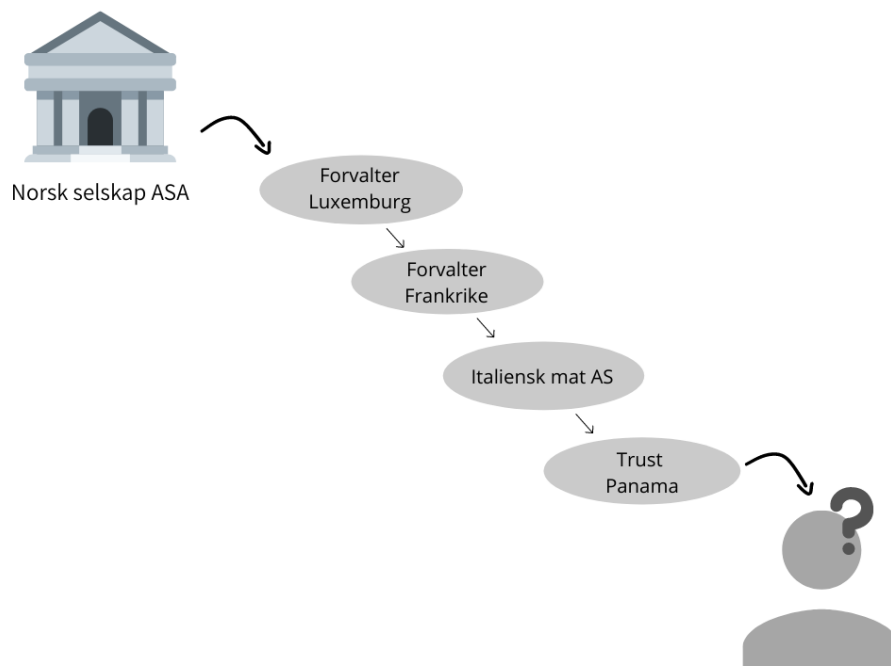 Norsk selskap ASA
Forvalter
Luxemburg
Forvalter
Frankrike
Italiensk mat AS
Trust
Panama
?